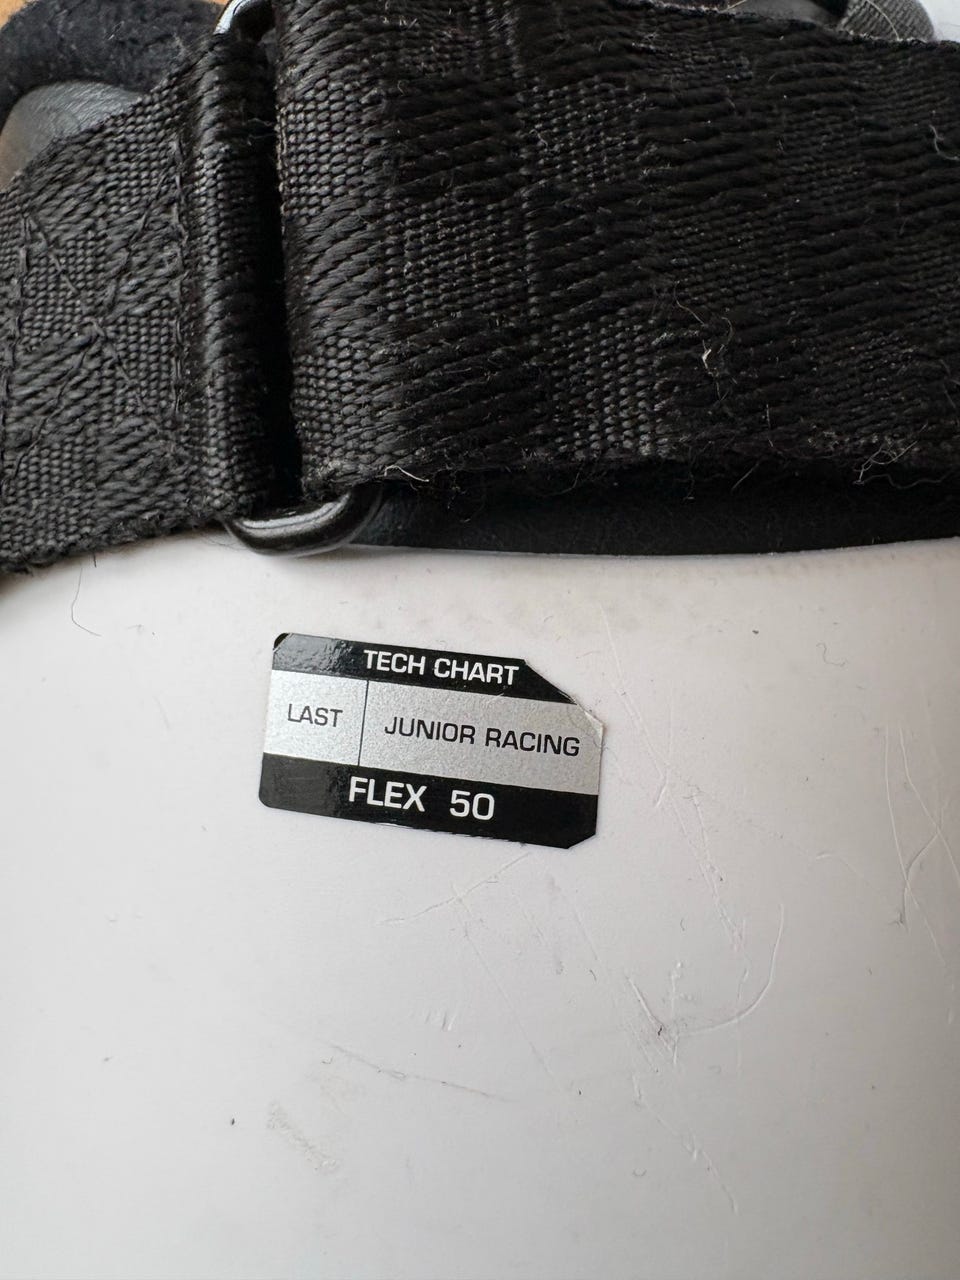 TECH CHART
LAST JUNIOR RACING
FLEX 50